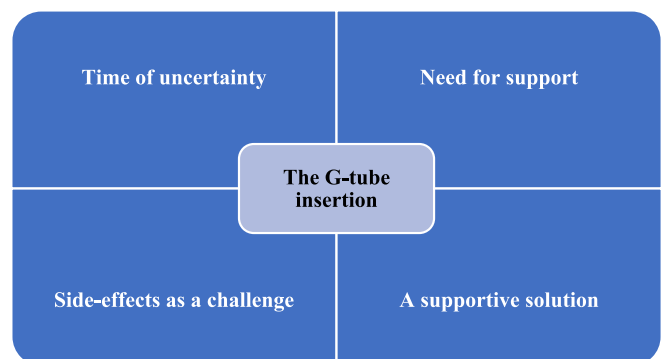 Time of uncertainty
Need for support
The G-tube
insertion
Side-effects as a challenge
A supportive solution